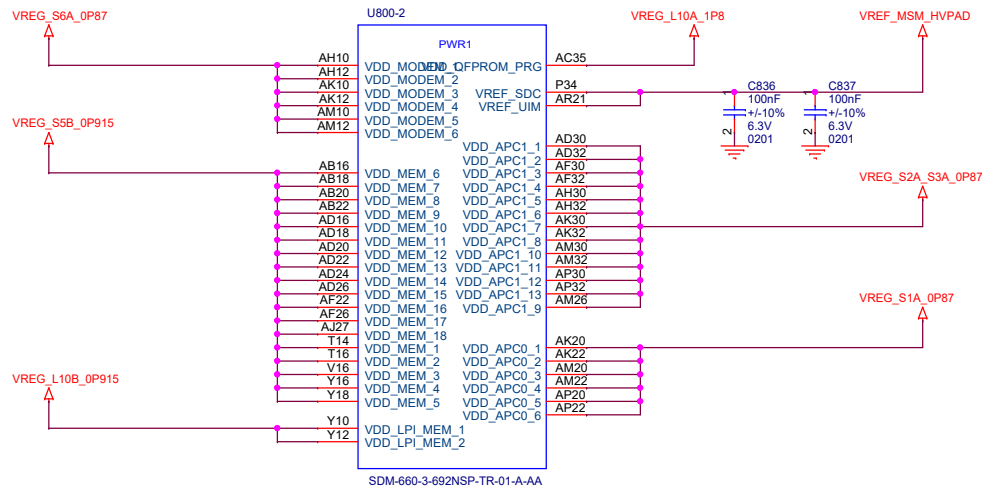 VREG_S6A_0P87
U800-2
VREG_L10A_1P8
VREF_MSM_HVPAD
PWR1
AH10 VDD_MODEM_1
AH12 VDD_MODEM_2
AK10 VDD_MODEM_3
AK12 VDD_MODEM_4
AM10 VDD_MODEM_5
AM12 VDD_MODEM_6
VDD_QFPROM_PRG AC35
VREF_SDC P34
VREF_UIM AR21
C836
100nF
+/-10%
6.3V
0201
1
2
C837
100nF
+/-10%
6.3V
0201
1
2
VREG_S5B_0P915
AB16 VDD_MEM_6
AB18 VDD_MEM_7
AB20 VDD_MEM_8
AB22 VDD_MEM_9
AD16 VDD_MEM_10
AD18 VDD_MEM_11
AD20 VDD_MEM_12
AD22 VDD_MEM_13
AD24 VDD_MEM_14
AD26 VDD_MEM_15
AF22 VDD_MEM_16
AF26 VDD_MEM_17
AJ27 VDD_MEM_18
T14 VDD_MEM_1
T16 VDD_MEM_2
V16 VDD_MEM_3
Y16 VDD_MEM_4
Y18 VDD_MEM_5
VDD_APC1_1 AD30
VDD_APC1_2 AD32
VDD_APC1_3 AF30
VDD_APC1_4 AF32
VDD_APC1_5 AH30
VDD_APC1_6 AH32
VDD_APC1_7 AK30
VDD_APC1_8 AK32
VDD_APC1_10 AM30
VDD_APC1_11 AM32
VDD_APC1_12 AP30
VDD_APC1_13 AP32
VDD_APC1_9 AM26
VREG_S2A_S3A_0P87
VREG_S1A_0P87
VDD_APC0_1 AK20
VDD_APC0_2 AK22
VDD_APC0_3 AM20
VDD_APC0_4 AM22
VDD_APC0_5 AP20
VDD_APC0_6 AP22
VREG_L10B_0P915
Y10 VDD_LPI_MEM_1
Y12 VDD_LPI_MEM_2
SDM-660-3-692NSP-TR-01-A-AA